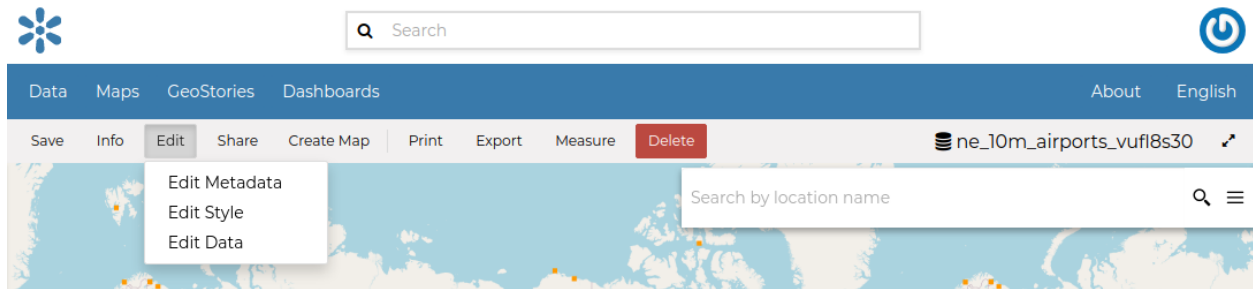 Search
Data Maps GeoStories Dashboards About English
Save Info Edit Share Create Map Print Export Measure Delete ne_10m_airports_vufl8s30
Edit Metadata
Search by location name
Edit Style
Edit Data